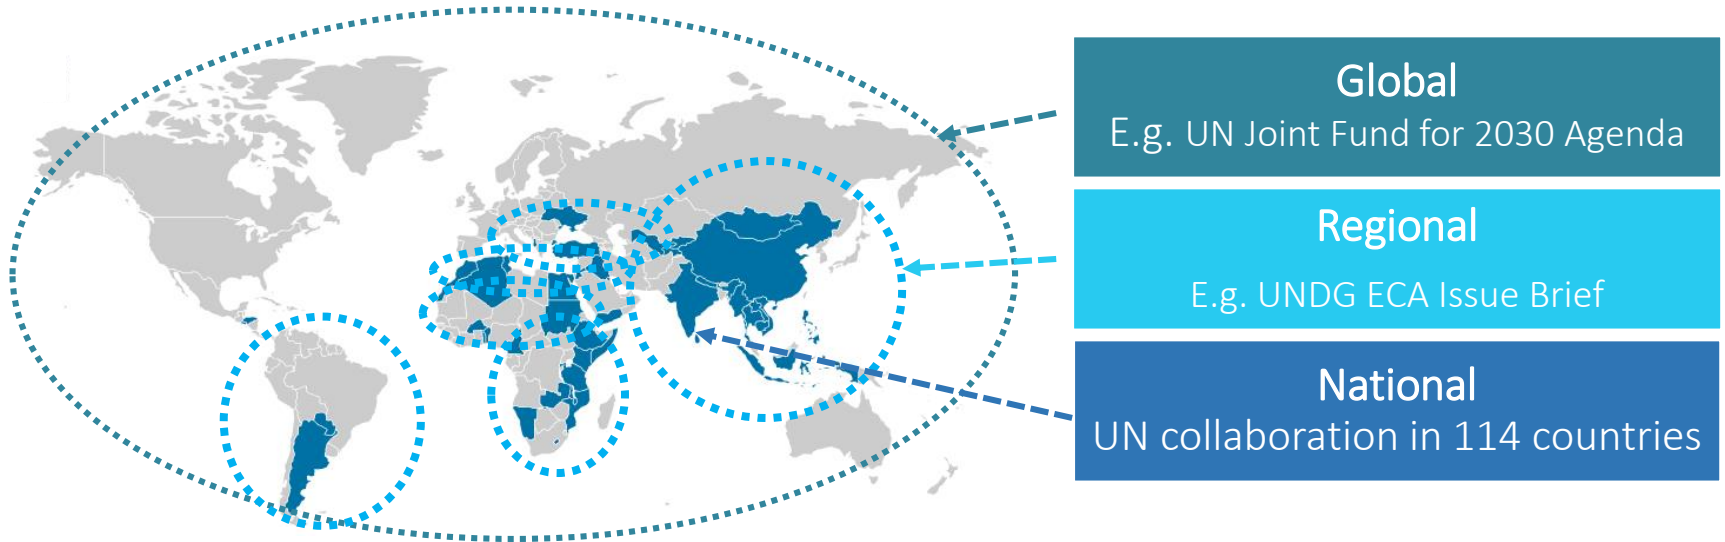 Global
E.g. UN Joint Fund for 2030 Agenda
Regional
E.g. UNDG ECA Issue Brief
National
UN collaboration in 114 countries